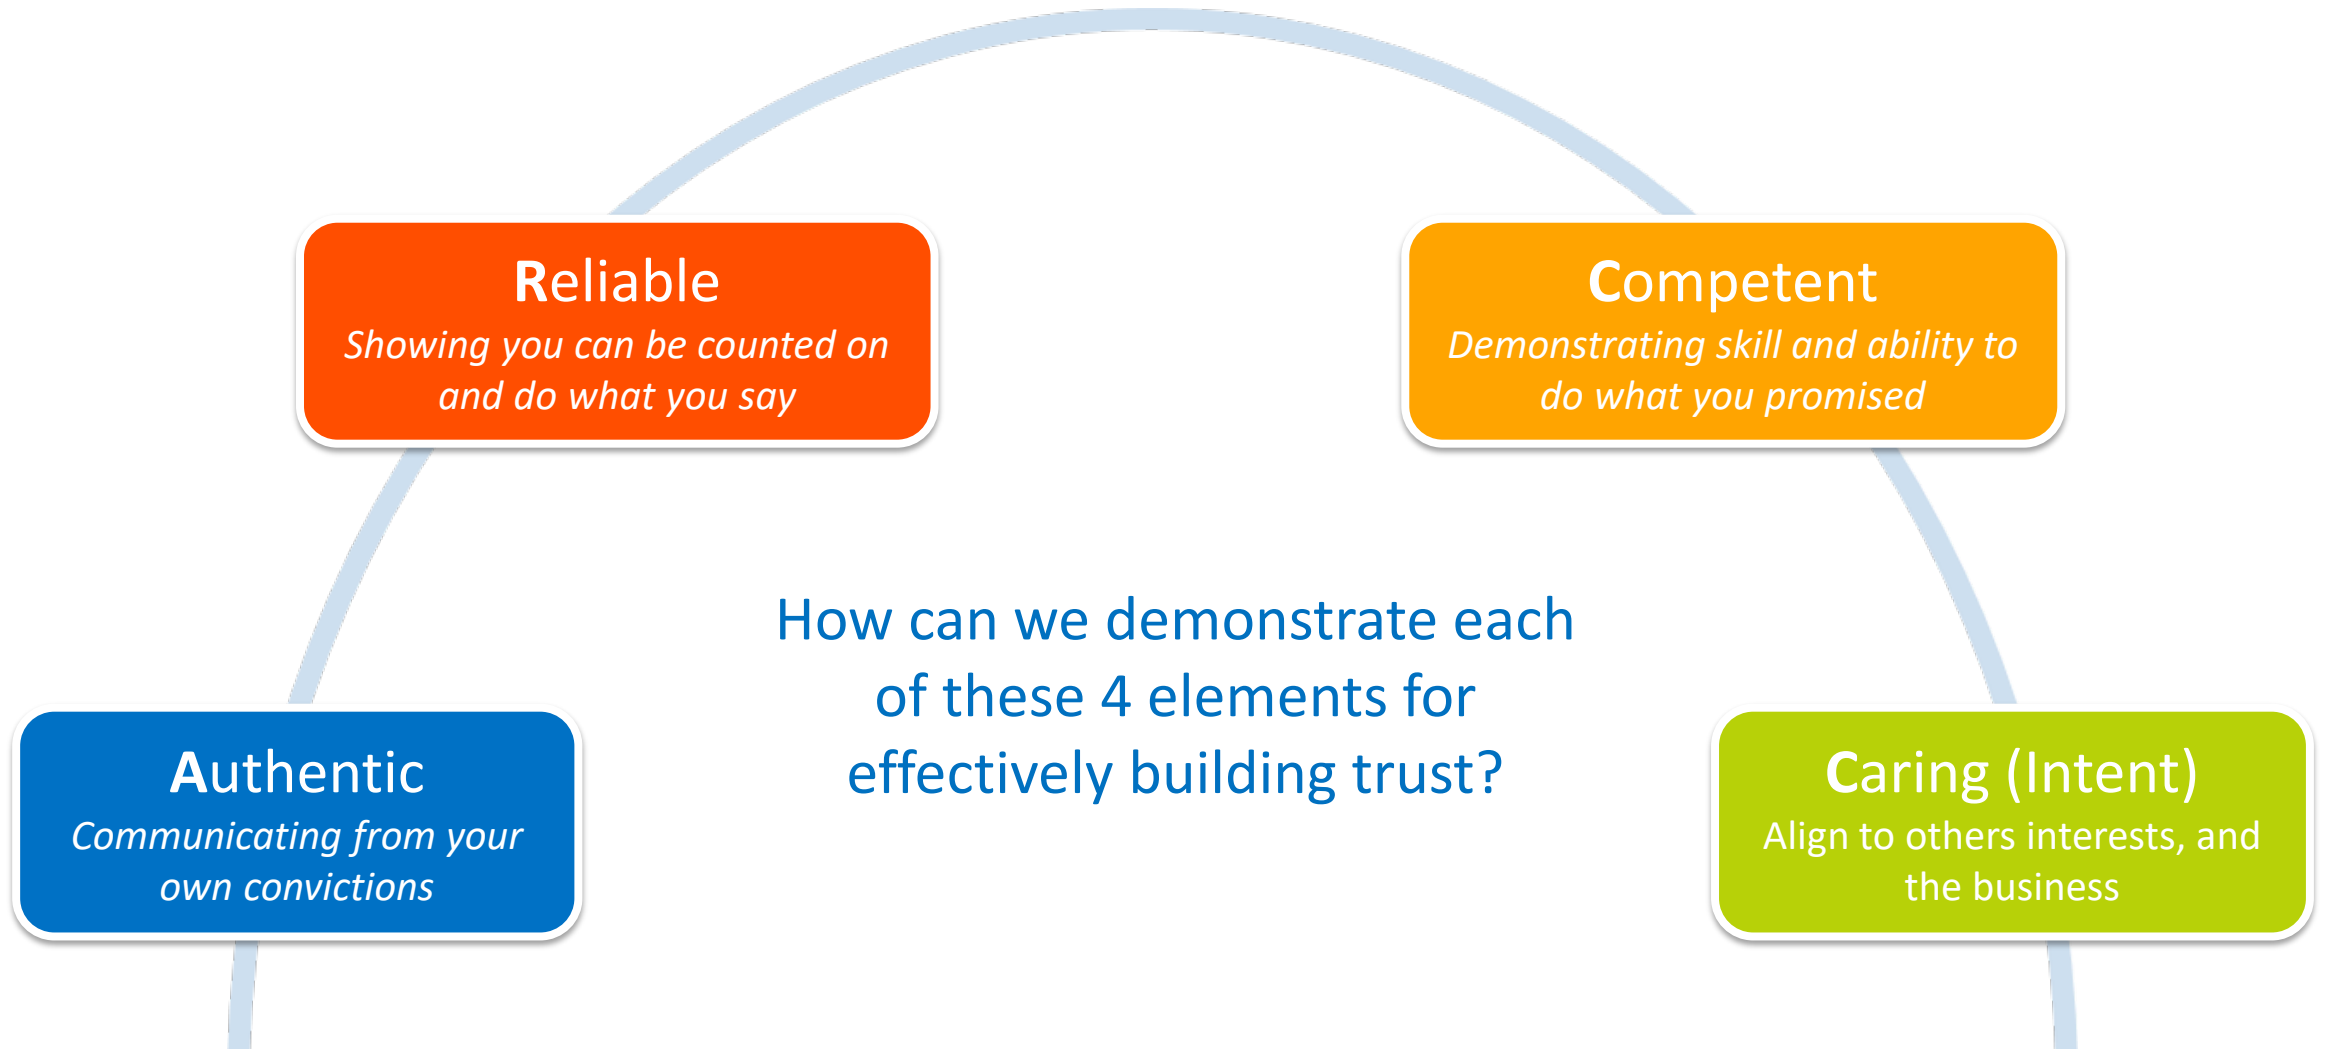 Reliable
Showing you can be counted on
and do what you say
Competent
Demonstrating skill and ability to
do what you promised
How can we demonstrate each
of these 4 elements for
effectively building trust?
Authentic
Communicating from your
own convictions
Caring (Intent)
Align to others interests, and
the business